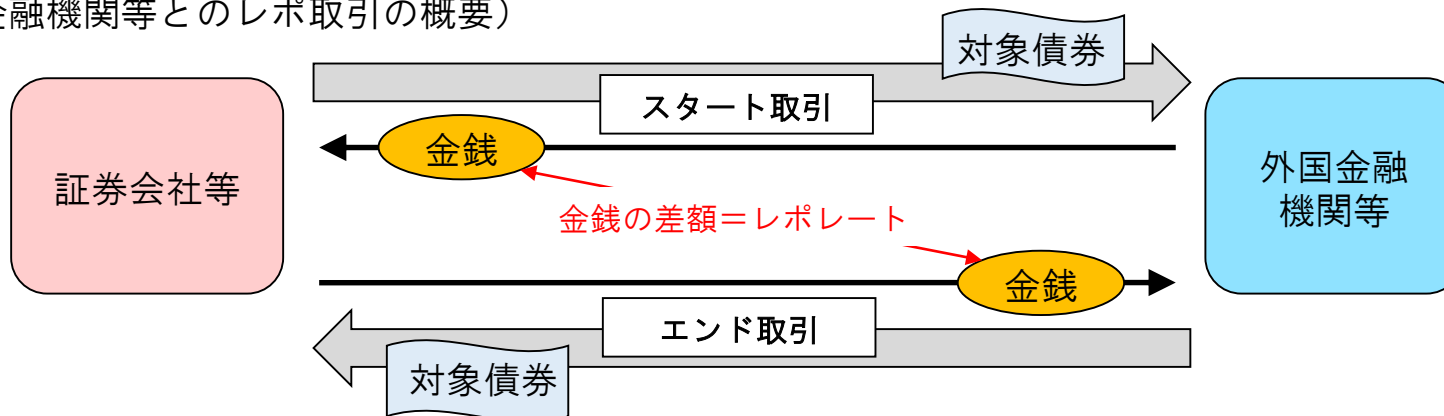 金融機関等とのレポ取引の概要）
対象債券
スタート取引
金銭
証券会社等
外国金融
機関等
金銭の差額＝レポレート
金銭
エンド取引
対象債券